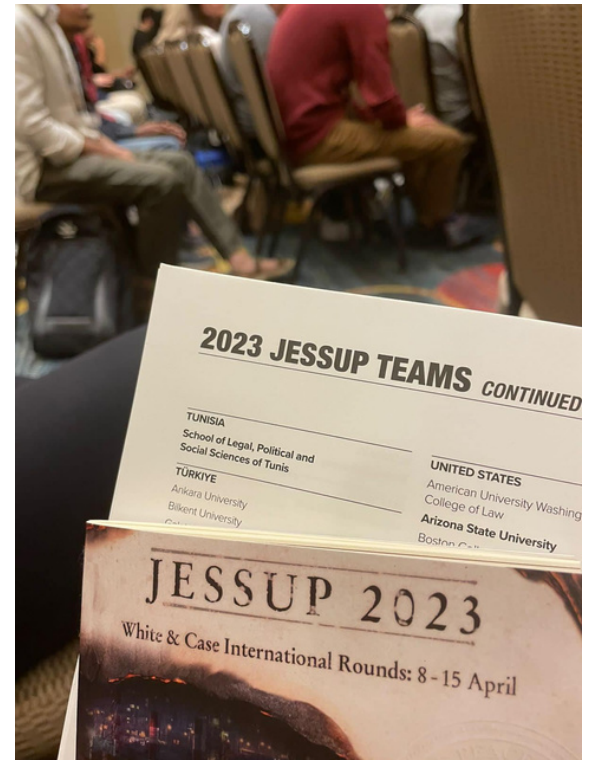 2023 JESSUP TEAMS CONTINUED
TUNISIA
School of Legal, Political and
Social Sciences of Tunis
TÜRKIYE
Ankara University
Bilkent University
UNITED STATES
American University Washing
College of Law
Arizona State University
Boston
JESSUP 2023
White & Case International Rounds: 8-15 April